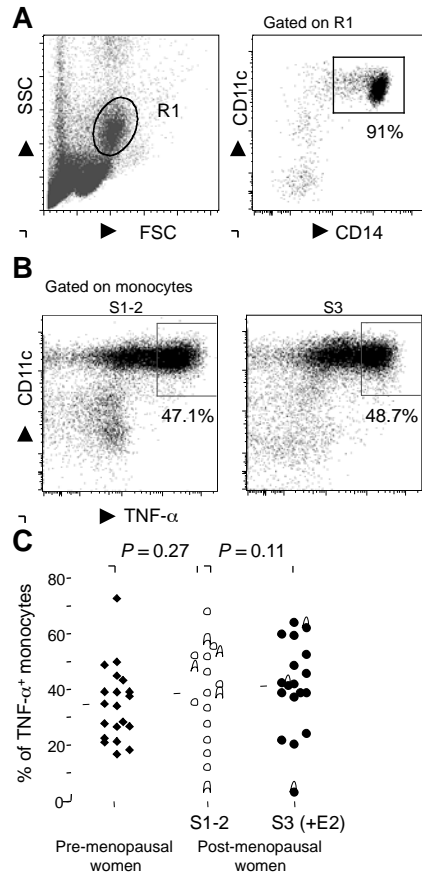 A
Gated on R1
SSC
R1
CD11c
91%
FSC
CD14
B
Gated on monocytes
S1-2
S3
CD11c
47.1%
48.7%
TNF-α
C
P = 0.27
P = 0.11
% of TNF-α+ monocytes
80
60
40
20
0
S1-2
S3 (+E2)
Pre-menopausal
women
Post-menopausal
women